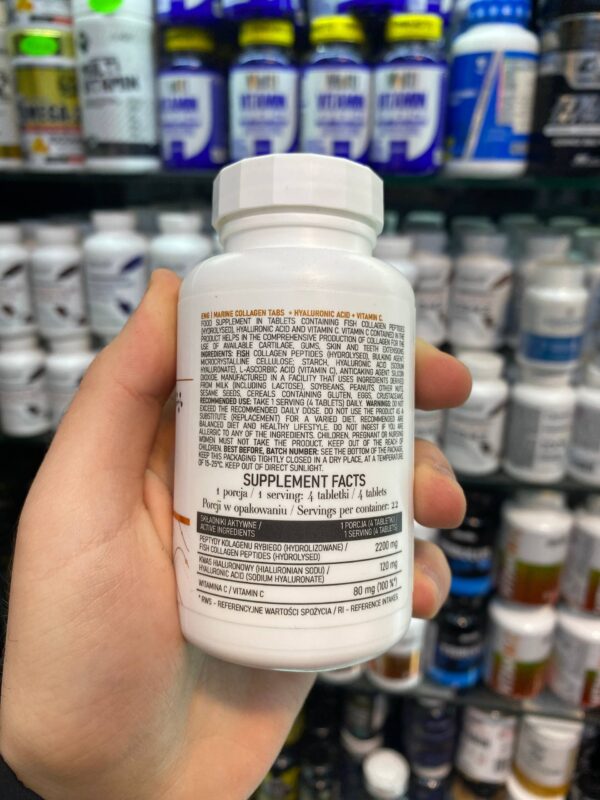 VITAMIN
OMEGA
VITAMIN
VITAMIN
VITAMIN
ENG | MARINE COLLAGEN TABS + HYALURONIC ACID + VITAMIN C.
FOOD SUPPLEMENT IN TABLETS CONTAINING FISH COLLAGEN PEPTIDES
(HYDROLYSED), HYALURONIC ACID AND VITAMIN C. VITAMIN C CONTAINED IN THE
PRODUCT HELPS IN THE COMPREHENSIVE PRODUCTION OF COLLAGEN FOR THE
USE OF AVAILABLE CARTILAGE, GUMS, SKIN AND TEETH EXTENSIONS.
INGREDIENTS: FISH COLLAGEN PEPTIDES (HYDROLYSED), BULKING AGENT:
MICROCRYSTALLINE CELLULOSE; STARCH, HYALURONIC ACID (SODIUM
HYALURONATE), L-ASCORBIC ACID (VITAMIN C), ANTICAKING AGENT: SILICON
DIOXIDE. MANUFACTURED IN A FACILITY THAT USES INGREDIENTS DERIVED
FROM MILK (INCLUDING LACTOSE), SOYBEANS, PEANUTS, OTHER NUTS,
SESAME SEEDS, CEREALS CONTAINING GLUTEN, EGGS, CRUSTACEANS.
RECOMMENDED USE: TAKE 1 SERVING (4 TABLETS) DAILY. WARNINGS: DO NOT
EXCEED THE RECOMMENDED DAILY DOSE. DO NOT USE THE PRODUCT AS A
SUBSTITUTE (REPLACEMENT) FOR A VARIED DIET. RECOMMENDED ARE
BALANCED DIET AND HEALTHY LIFESTYLE. DO NOT INGEST IF YOU ARE
ALLERGIC TO ANY OF THE INGREDIENTS. CHILDREN, PREGNANT OR NURSING
WOMEN MUST NOT TAKE THE PRODUCT. KEEP OUT OF THE REACH OF
CHILDREN. BEST BEFORE, BATCH NUMBER: SEE THE BOTTOM OF THE PACKAGE.
KEEP THIS PACKAGING TIGHTLY CLOSED IN A DRY PLACE, AT A TEMPERATURE
OF 15-25°C. KEEP OUT OF DIRECT SUNLIGHT.
SUPPLEMENT FACTS
1 porcja / 1 serving: 4 tabletki / 4 tablets
Porcji w opakowaniu / Servings per container: 22
SKŁADNIKI AKTYWNE / 1 PORCJA (4 TABLETKI) /
ACTIVE INGREDIENTS 1 SERVING (4 TABLETS)
PEPTYDY KOLAGENU RYBIEGO (HYDROLIZOWANE) /
FISH COLLAGEN PEPTIDES (HYDROLYSED) 2200 mg
KWAS HIALURONOWY (HIALURONIAN SODU) /
HYALURONIC ACID (SODIUM HYALURONATE) 120 mg
WITAMINA C / VITAMIN C 80 mg (100 %*)
* RWS - REFERENCYJNE WARTOŚCI SPOŻYCIA / RI - REFERENCE INTAKES